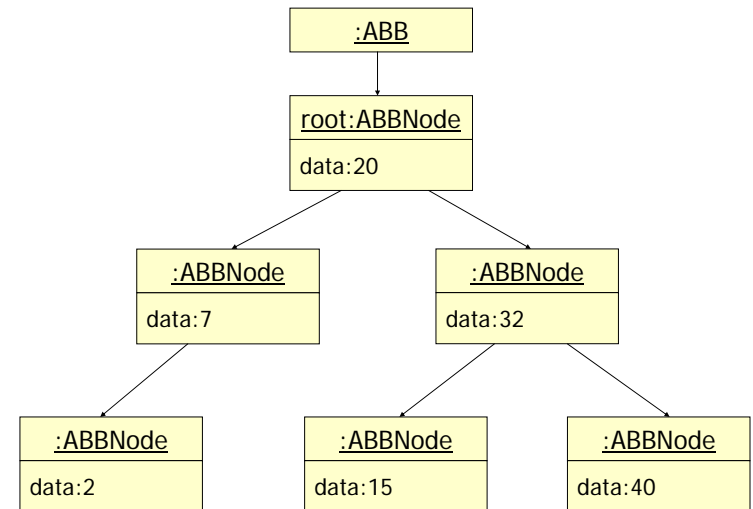 :ABB
root:ABBNode
data:20
:ABBNode
:ABBNode
data:7
data:32
:ABBNode
:ABBNode
:ABBNode
data:2
data:15
data:40